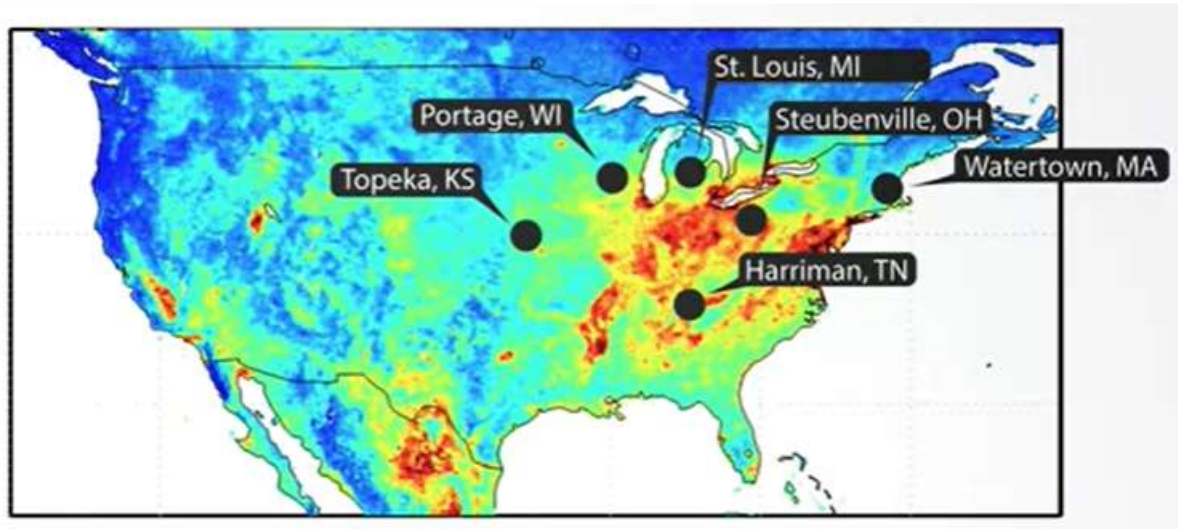 St. Louis, MI
Portage, WI
Steubenville, OH
Watertown, MA
Topeka, KS
Harriman, TN